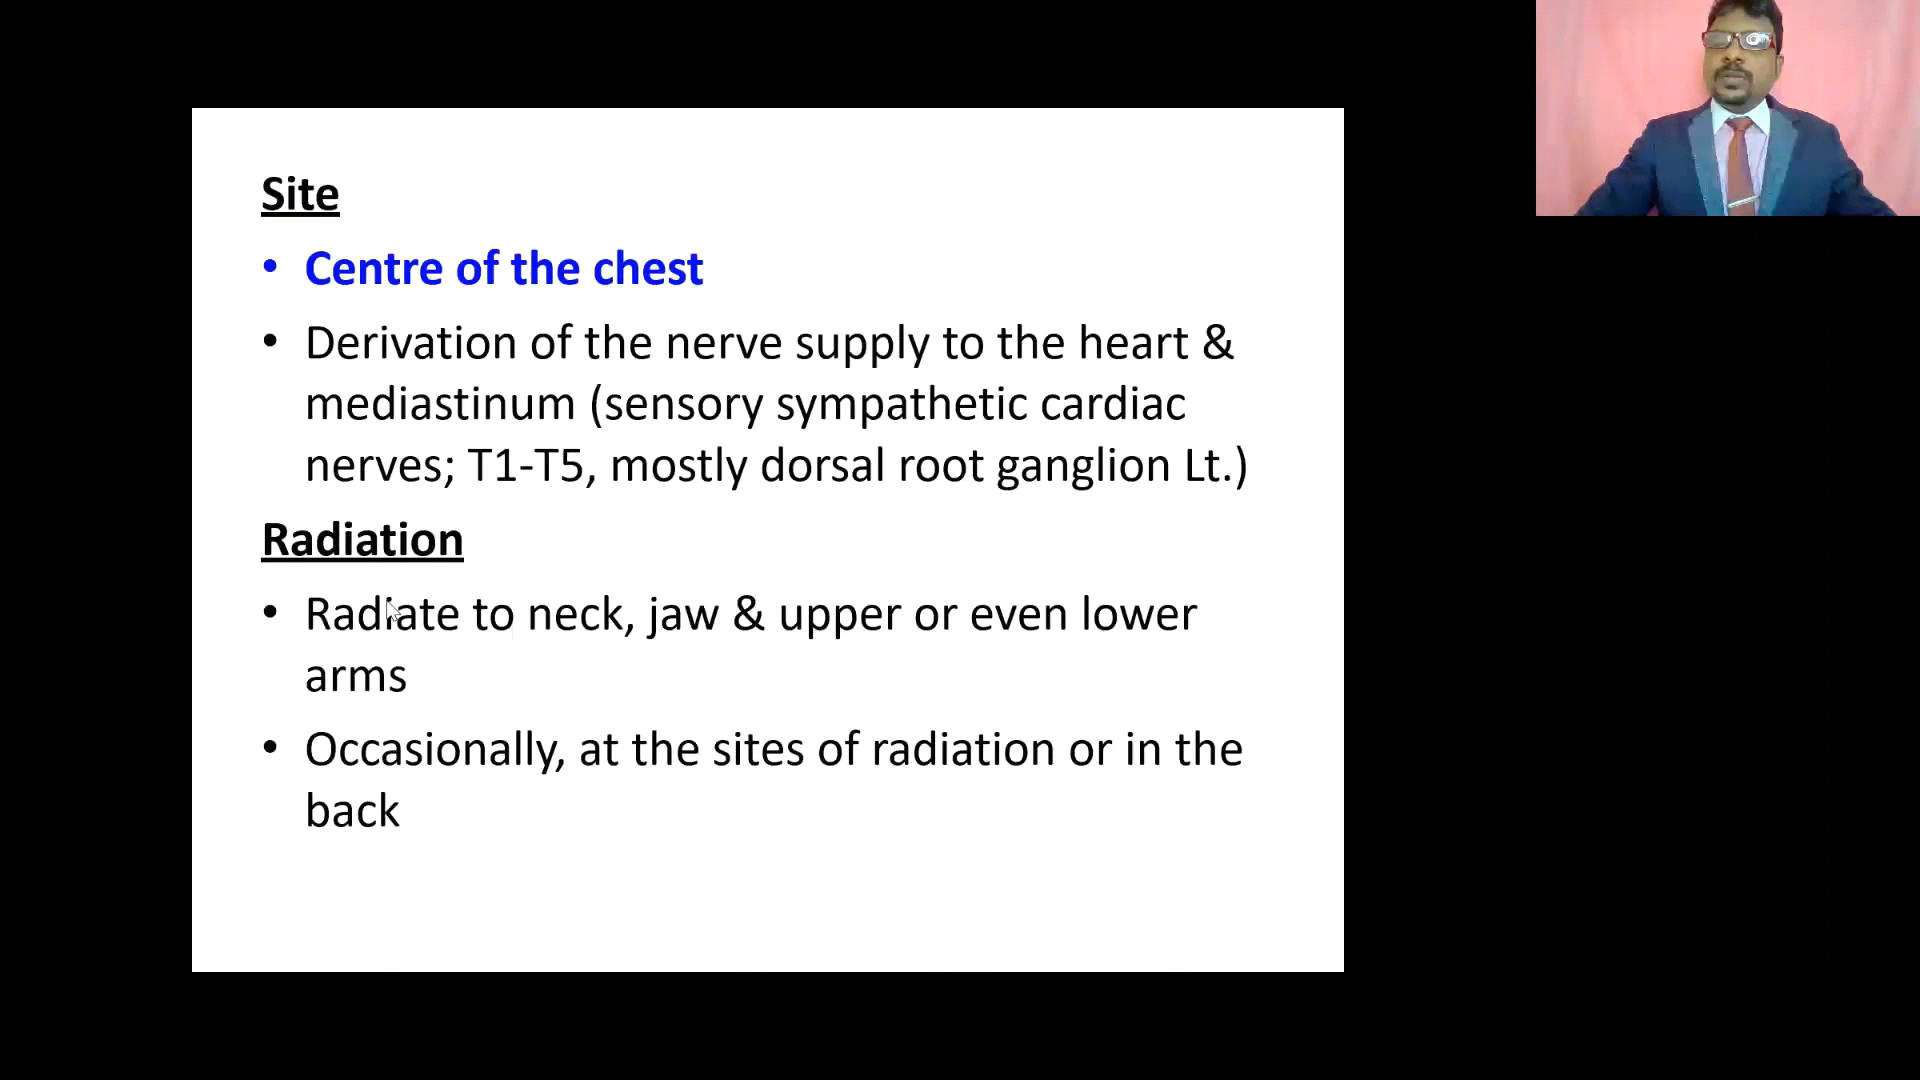 Site
• Centre of the chest
• Derivation of the nerve supply to the heart &
mediastinum (sensory sympathetic cardiac
nerves; T1-T5, mostly dorsal root ganglion Lt.)
Radiation
• Radiate to neck, jaw & upper or even lower
arms
• Occasionally, at the sites of radiation or in the
back